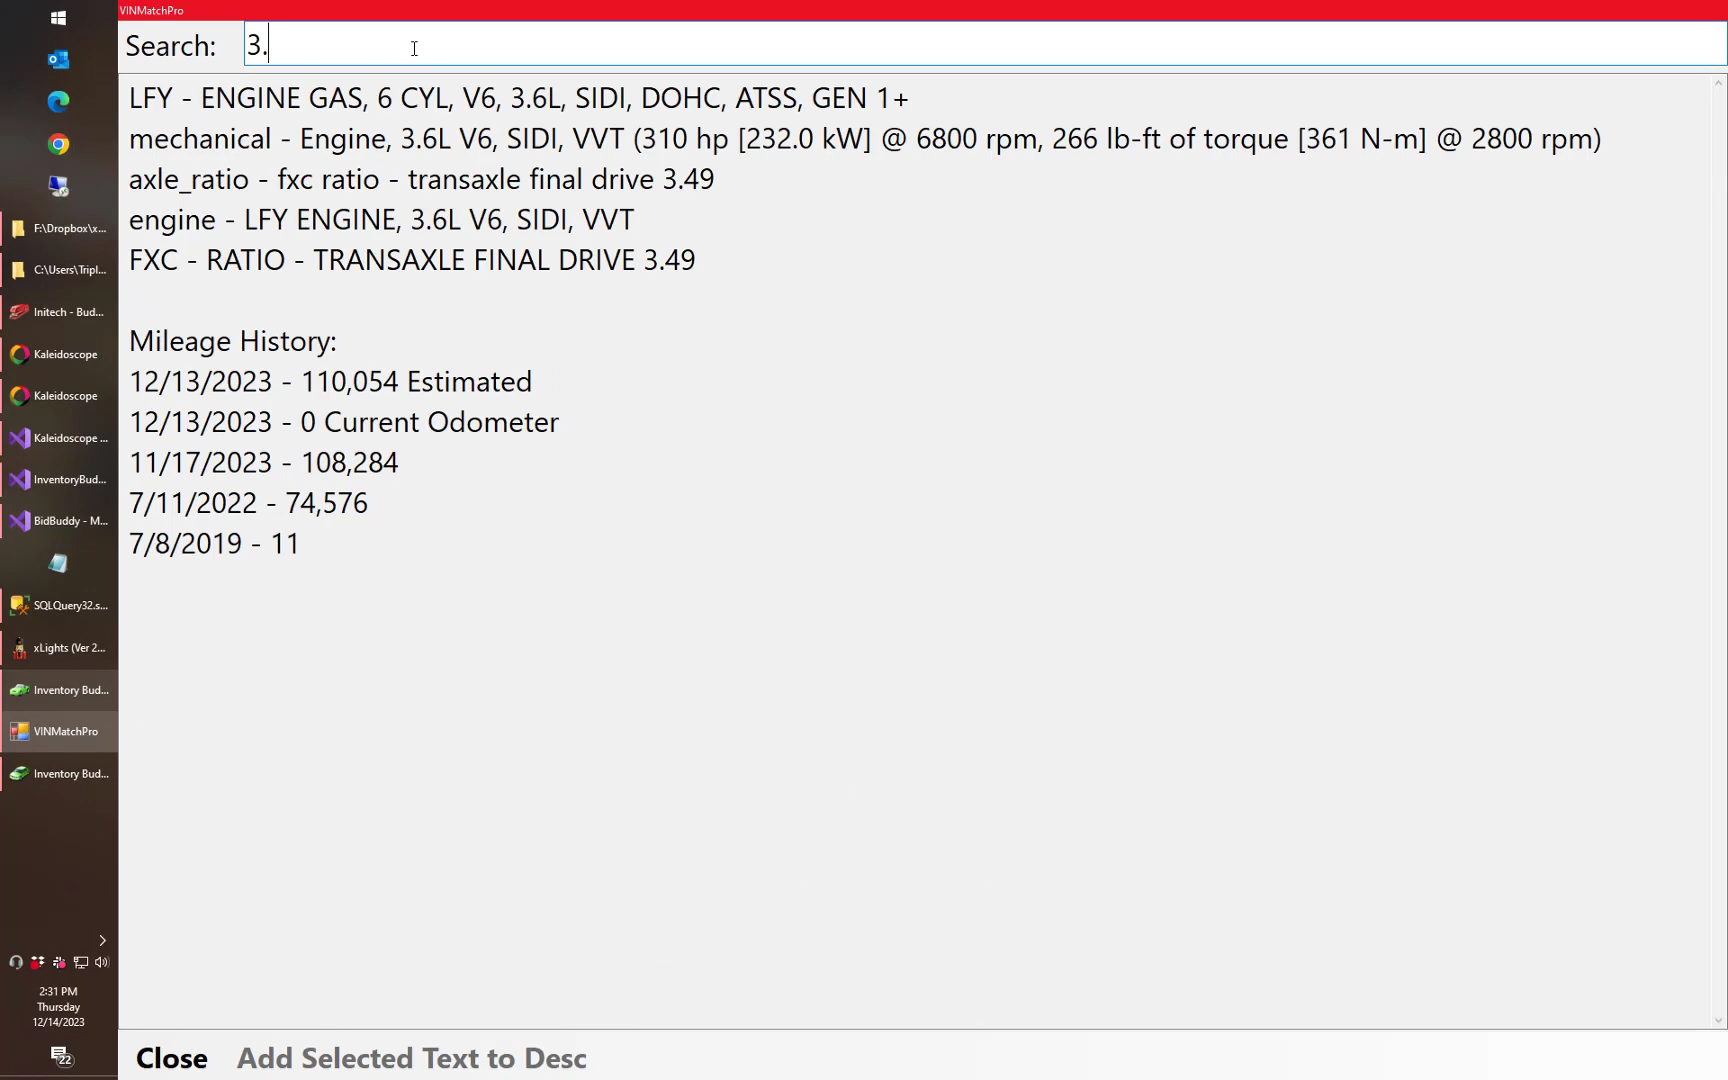 VINMatchPro
Search: 3.
LFY - ENGINE GAS, 6 CYL, V6, 3.6L, SIDI, DOHC, ATSS, GEN 1+
mechanical - Engine, 3.6L V6, SIDI, VVT (310 hp [232.0 kW] @ 6800 rpm, 266 lb-ft of torque [361 N-m] @ 2800 rpm)
axle_ratio - fxc ratio - transaxle final drive 3.49
engine - LFY ENGINE, 3.6L V6, SIDI, VVT
FXC - RATIO - TRANSAXLE FINAL DRIVE 3.49
Mileage History:
12/13/2023 - 110,054 Estimated
12/13/2023 - 0 Current Odometer
11/17/2023 - 108,284
7/11/2022 - 74,576
7/8/2019 - 11
Close Add Selected Text to Desc
F:\Dropbox\x...
C:\Users\Tripl...
Initech - Bud...
Kaleidoscope
Kaleidoscope
Kaleidoscope ...
InventoryBud...
BidBuddy - M...
SQLQuery32.s...
xLights (Ver 2...
Inventory Bud...
VINMatchPro
Inventory Bud...
2:31 PM
Thursday
12/14/2023
22